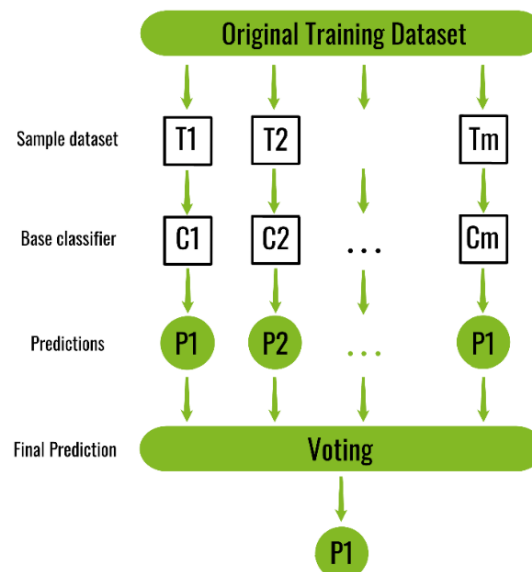 Original Training Dataset
Sample dataset T1 T2 Tm
Base classifier C1 C2 ... Cm
Predictions P1 P2 ... P1
Final Prediction Voting
P1